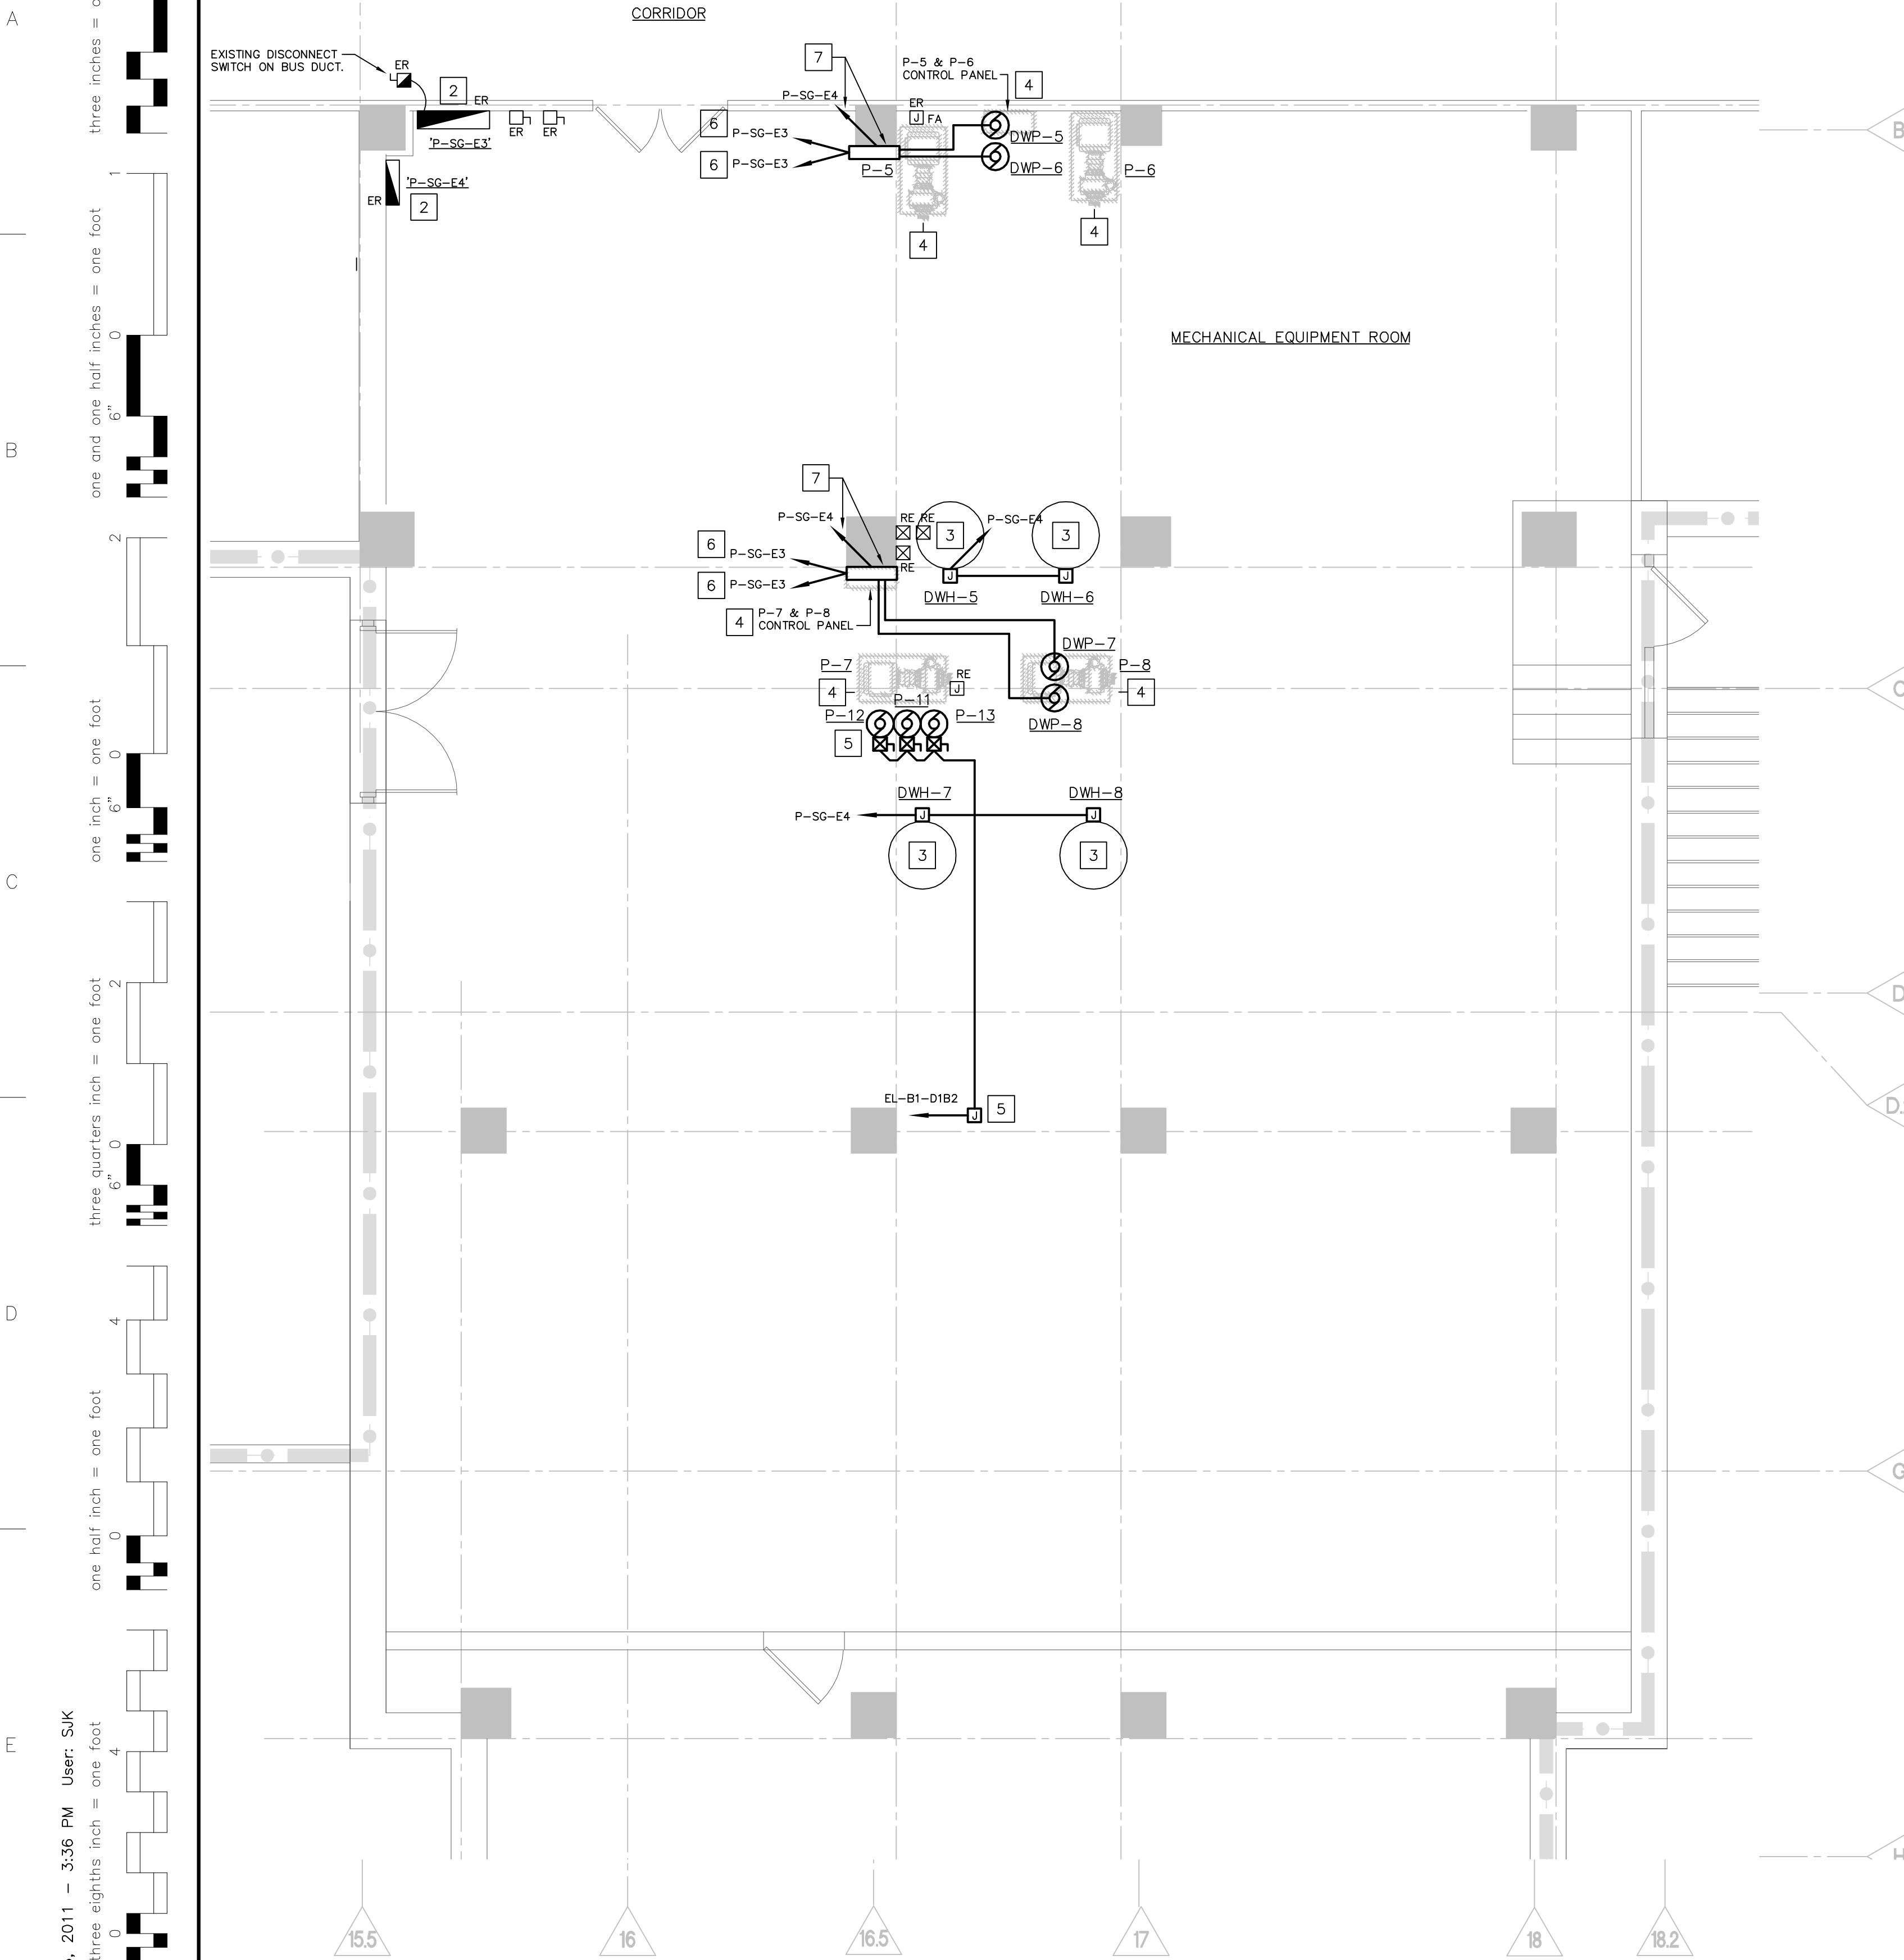 CORRIDOR
EXISTING DISCONNECT
SWITCH ON BUS DUCT.
ER
2
ER
'P-SG-E3'
ER
ER
'P-SG-E4'
ER
2
7
P-5 & P-6
CONTROL PANEL
4
P-SG-E4
ER
J
FA
6
P-SG-E3
6
P-SG-E3
P-5
DWP-5
DWP-6
P-6
4
4
MECHANICAL EQUIPMENT ROOM
7
P-SG-E4
RE
RE
RE
3
P-SG-E4
3
6
P-SG-E3
6
P-SG-E3
J
J
DWH-5
DWH-6
4
P-7 & P-8
CONTROL PANEL
DWP-7
P-7
RE
J
P-8
4
4
P-11
P-12
P-13
DWP-8
5
DWH-7
DWH-8
P-SG-E4
J
J
3
3
EL-B1-D1B2
J
5
15.5
16
16.5
17
18
18.2
B
C
D
G
A
B
C
D
E
three inches =
one and one half inches = one foot
1
0
6"
one inch = one foot
2
0
6"
three quarters inch = one foot
2
0
6"
one half inch = one foot
4
0
three eighths inch = one foot
4
0
, 2011 - 3:36 PM User: SJK